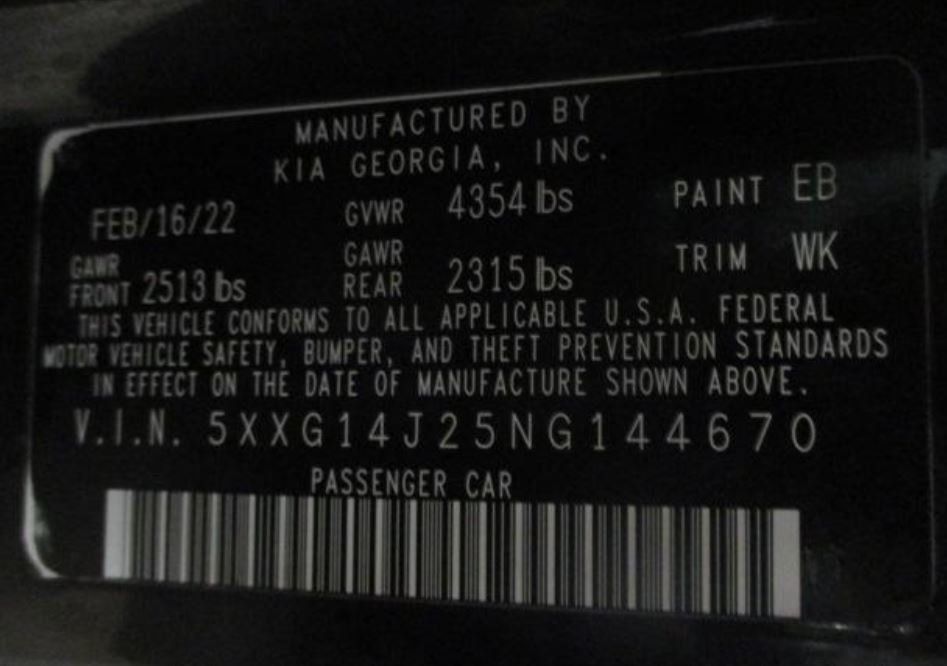 MANUFACTURED BY
KIA GEORGIA, INC.
FEB/16/22 GVWR 4354 lbs PAINT EB
GAWR FRONT 2513 lbs GAWR REAR 2315 lbs TRIM WK
THIS VEHICLE CONFORMS TO ALL APPLICABLE U.S.A. FEDERAL
MOTOR VEHICLE SAFETY, BUMPER, AND THEFT PREVENTION STANDARDS
IN EFFECT ON THE DATE OF MANUFACTURE SHOWN ABOVE.
V.I.N. 5XXG14J25NG144670
PASSENGER CAR